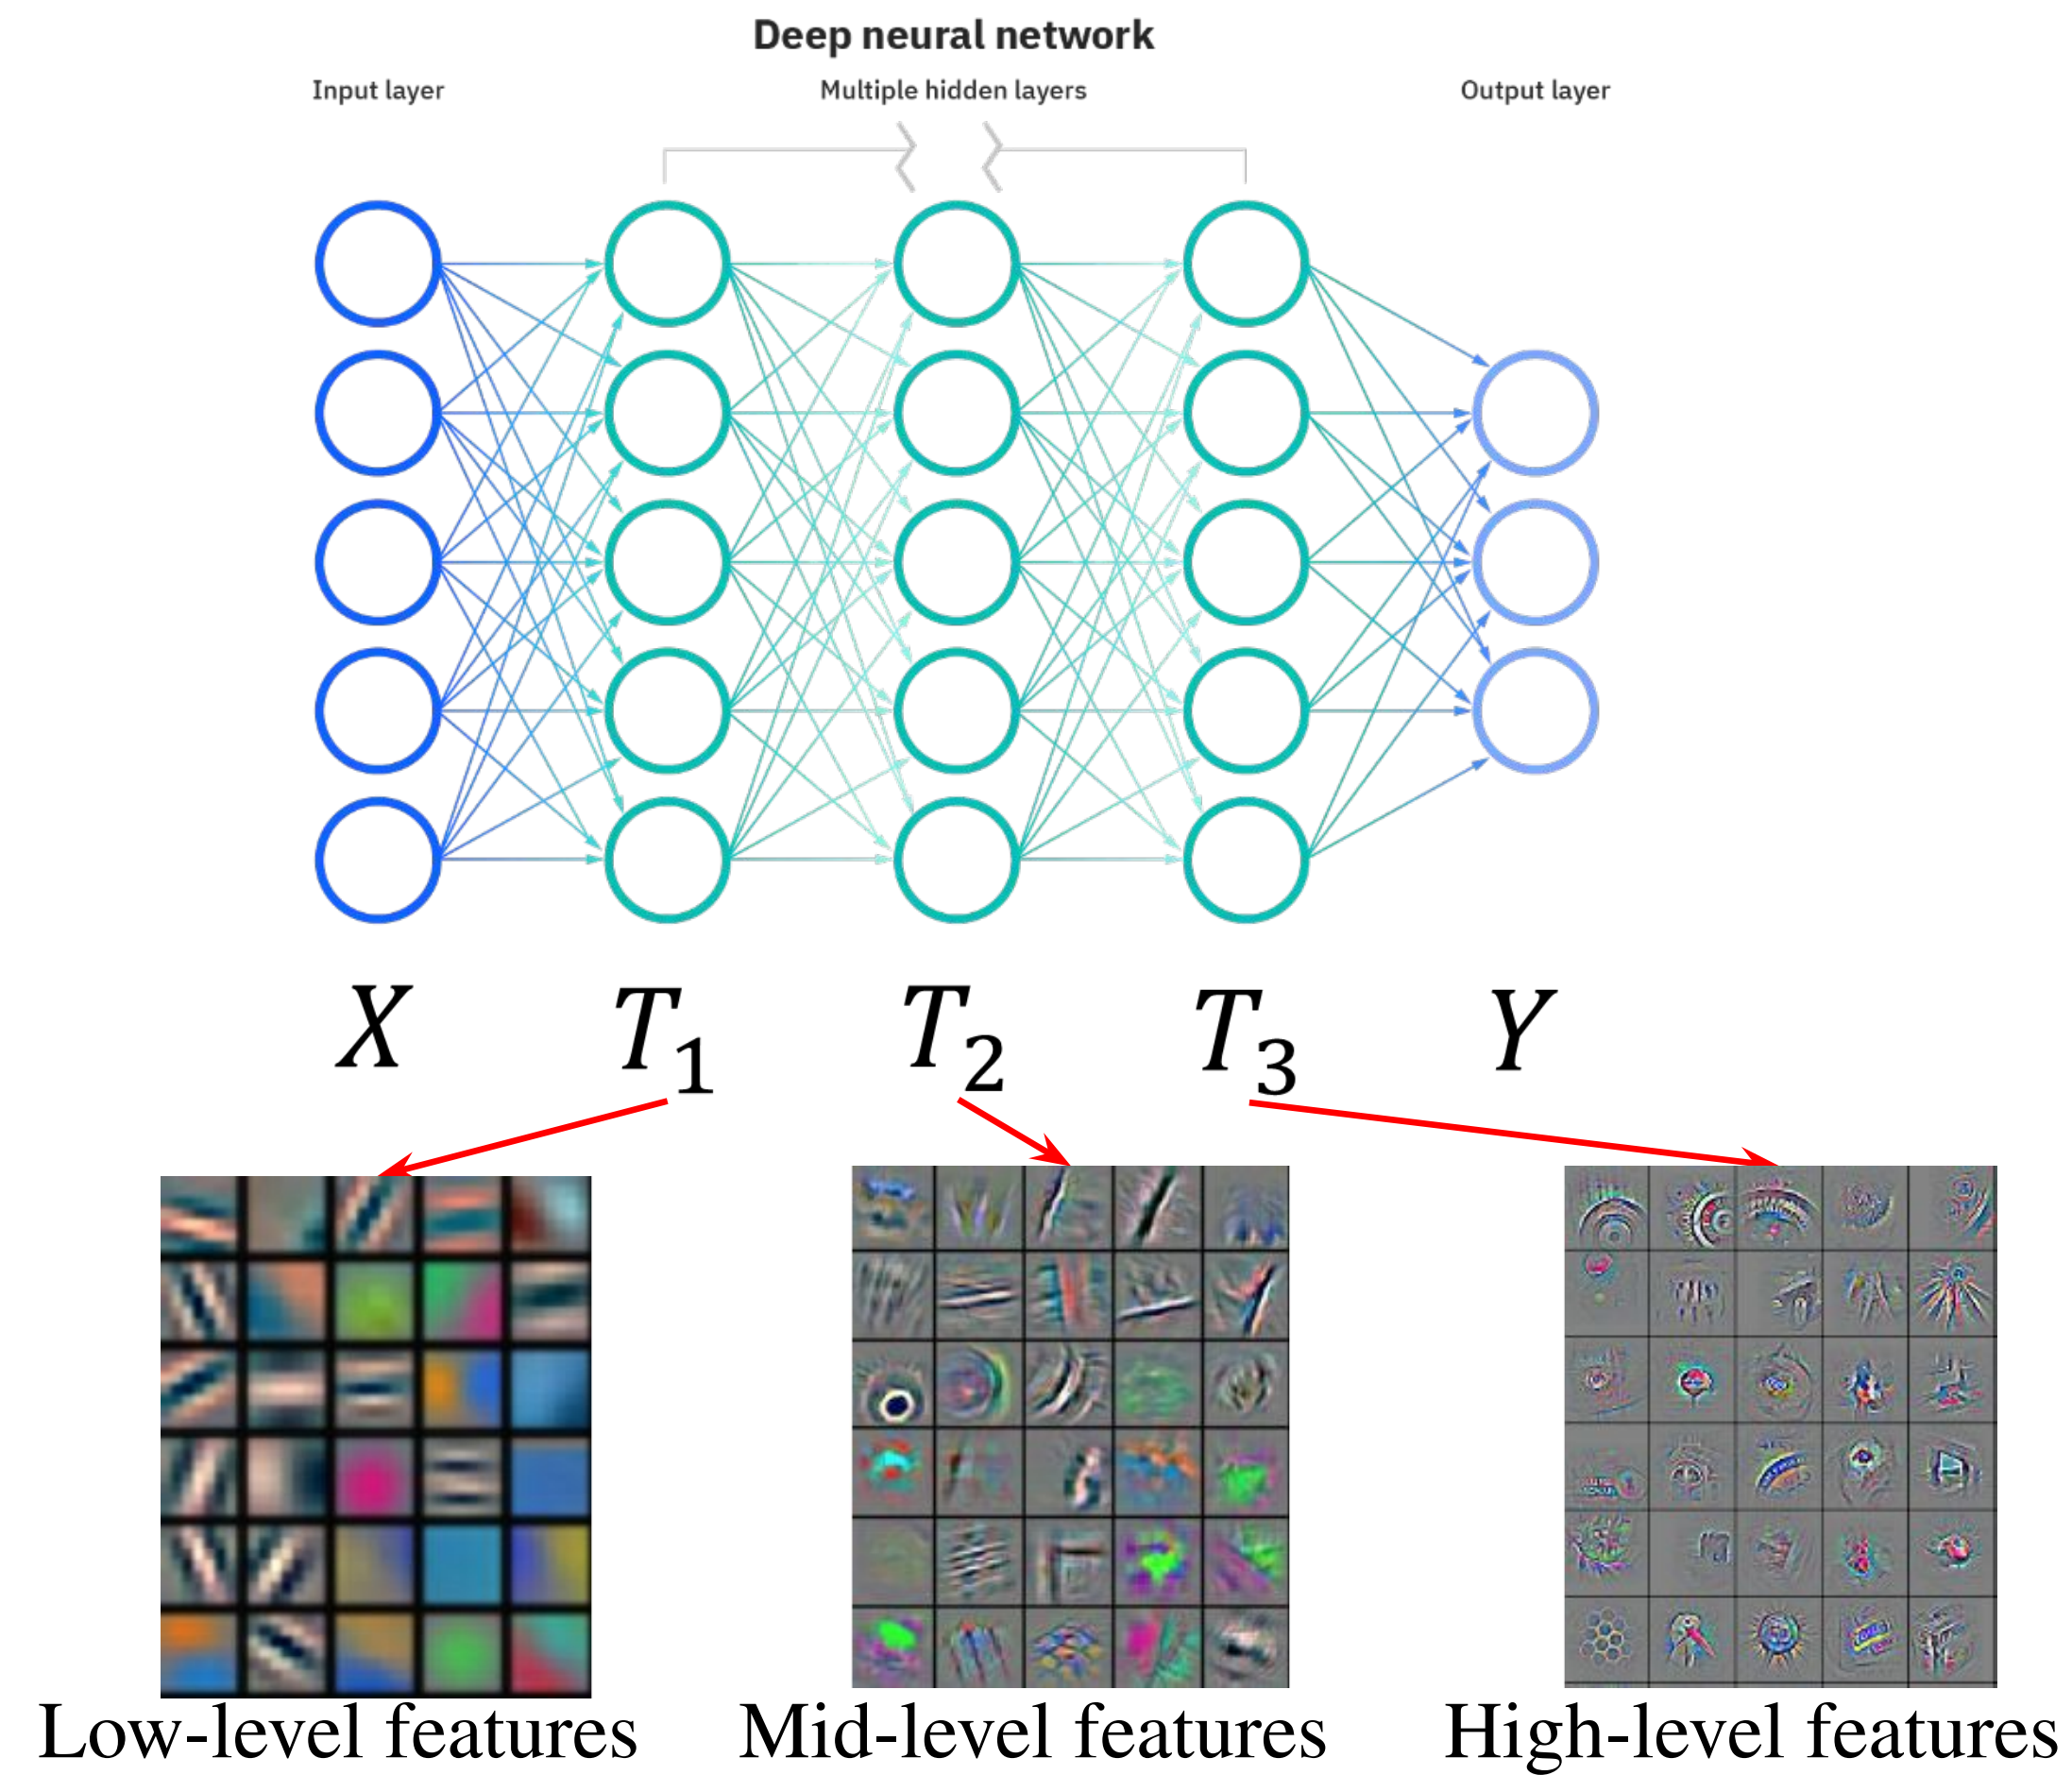 Deep neural network
Input layer
Multiple hidden layers
Output layer
X
T1
T2
T3
Y
Low-level features
Mid-level features
High-level features